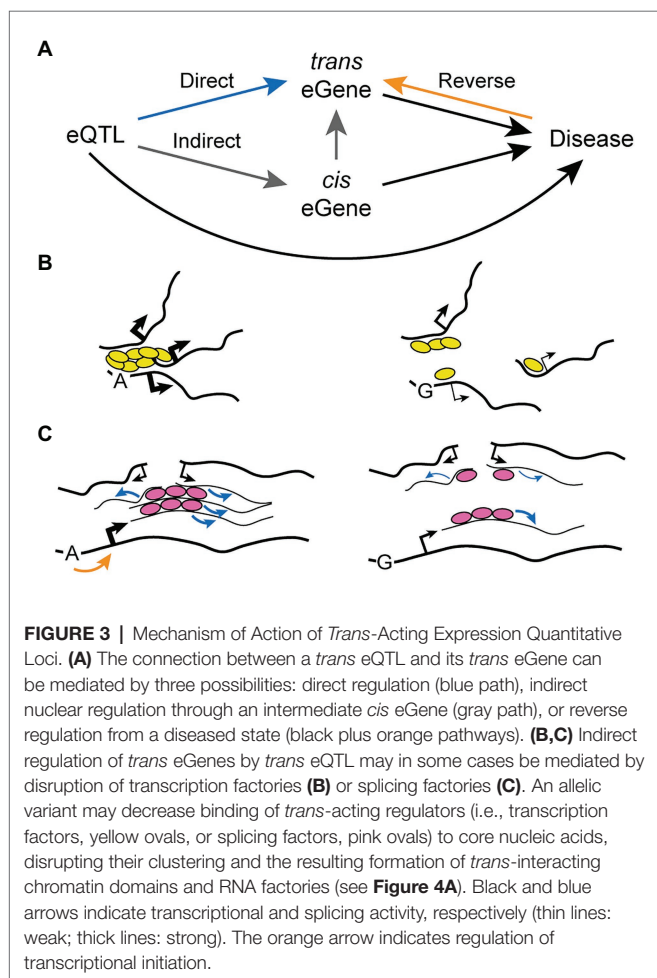 A
trans
eGene
Direct
Reverse
eQTL
Indirect
Disease
cis
eGene
B
A
G
C
A
G
FIGURE 3 | Mechanism of Action of Trans-Acting Expression Quantitative
Loci. (A) The connection between a trans eQTL and its trans eGene can
be mediated by three possibilities: direct regulation (blue path), indirect
nuclear regulation through an intermediate cis eGene (gray path), or reverse
regulation from a diseased state (black plus orange pathways). (B,C) Indirect
regulation of trans eGenes by trans eQTL may in some cases be mediated by
disruption of transcription factories (B) or splicing factories (C). An allelic
variant may decrease binding of trans-acting regulators (i.e., transcription
factors, yellow ovals, or splicing factors, pink ovals) to core nucleic acids,
disrupting their clustering and the resulting formation of trans-interacting
chromatin domains and RNA factories (see Figure 4A). Black and blue
arrows indicate transcriptional and splicing activity, respectively (thin lines:
weak; thick lines: strong). The orange arrow indicates regulation of
transcriptional initiation.